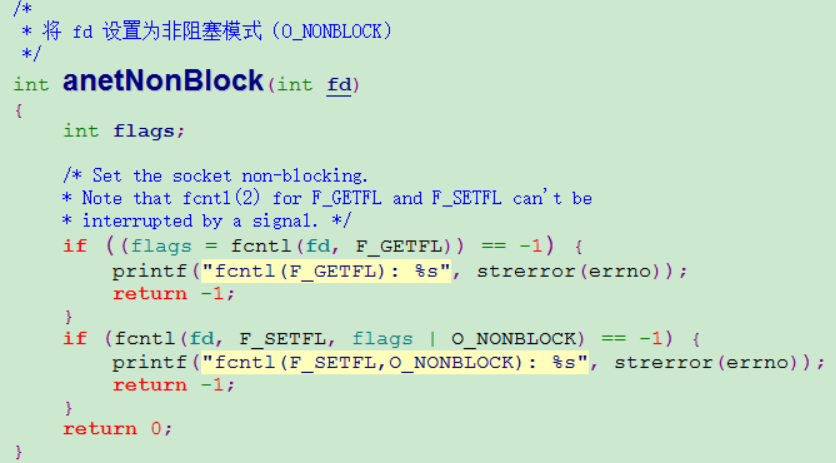 /*
 * 将 fd 设置为非阻塞模式（O_NONBLOCK）
 */
int anetNonBlock(int fd)
{
    int flags;

    /* Set the socket non-blocking.
    * Note that fcntl(2) for F_GETFL and F_SETFL can't be
    * interrupted by a signal. */
    if ((flags = fcntl(fd, F_GETFL)) == -1) {
        printf("fcntl(F_GETFL): %s", strerror(errno));
        return -1;
    }
    if (fcntl(fd, F_SETFL, flags | O_NONBLOCK) == -1) {
        printf("fcntl(F_SETFL,O_NONBLOCK): %s", strerror(errno));
        return -1;
    }
    return 0;
}